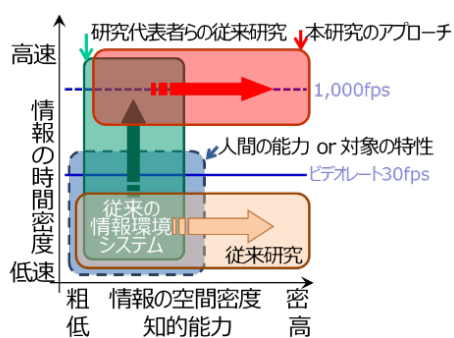 研究代表者らの従来研究
本研究のアプローチ
高速
1,000fps
情報の時間密度
人間の能力 or 対象の特性
ビデオレート30fps
従来の
情報環境
システム
従来研究
低速
粗 情報の空間密度 密
低 知的能力 高